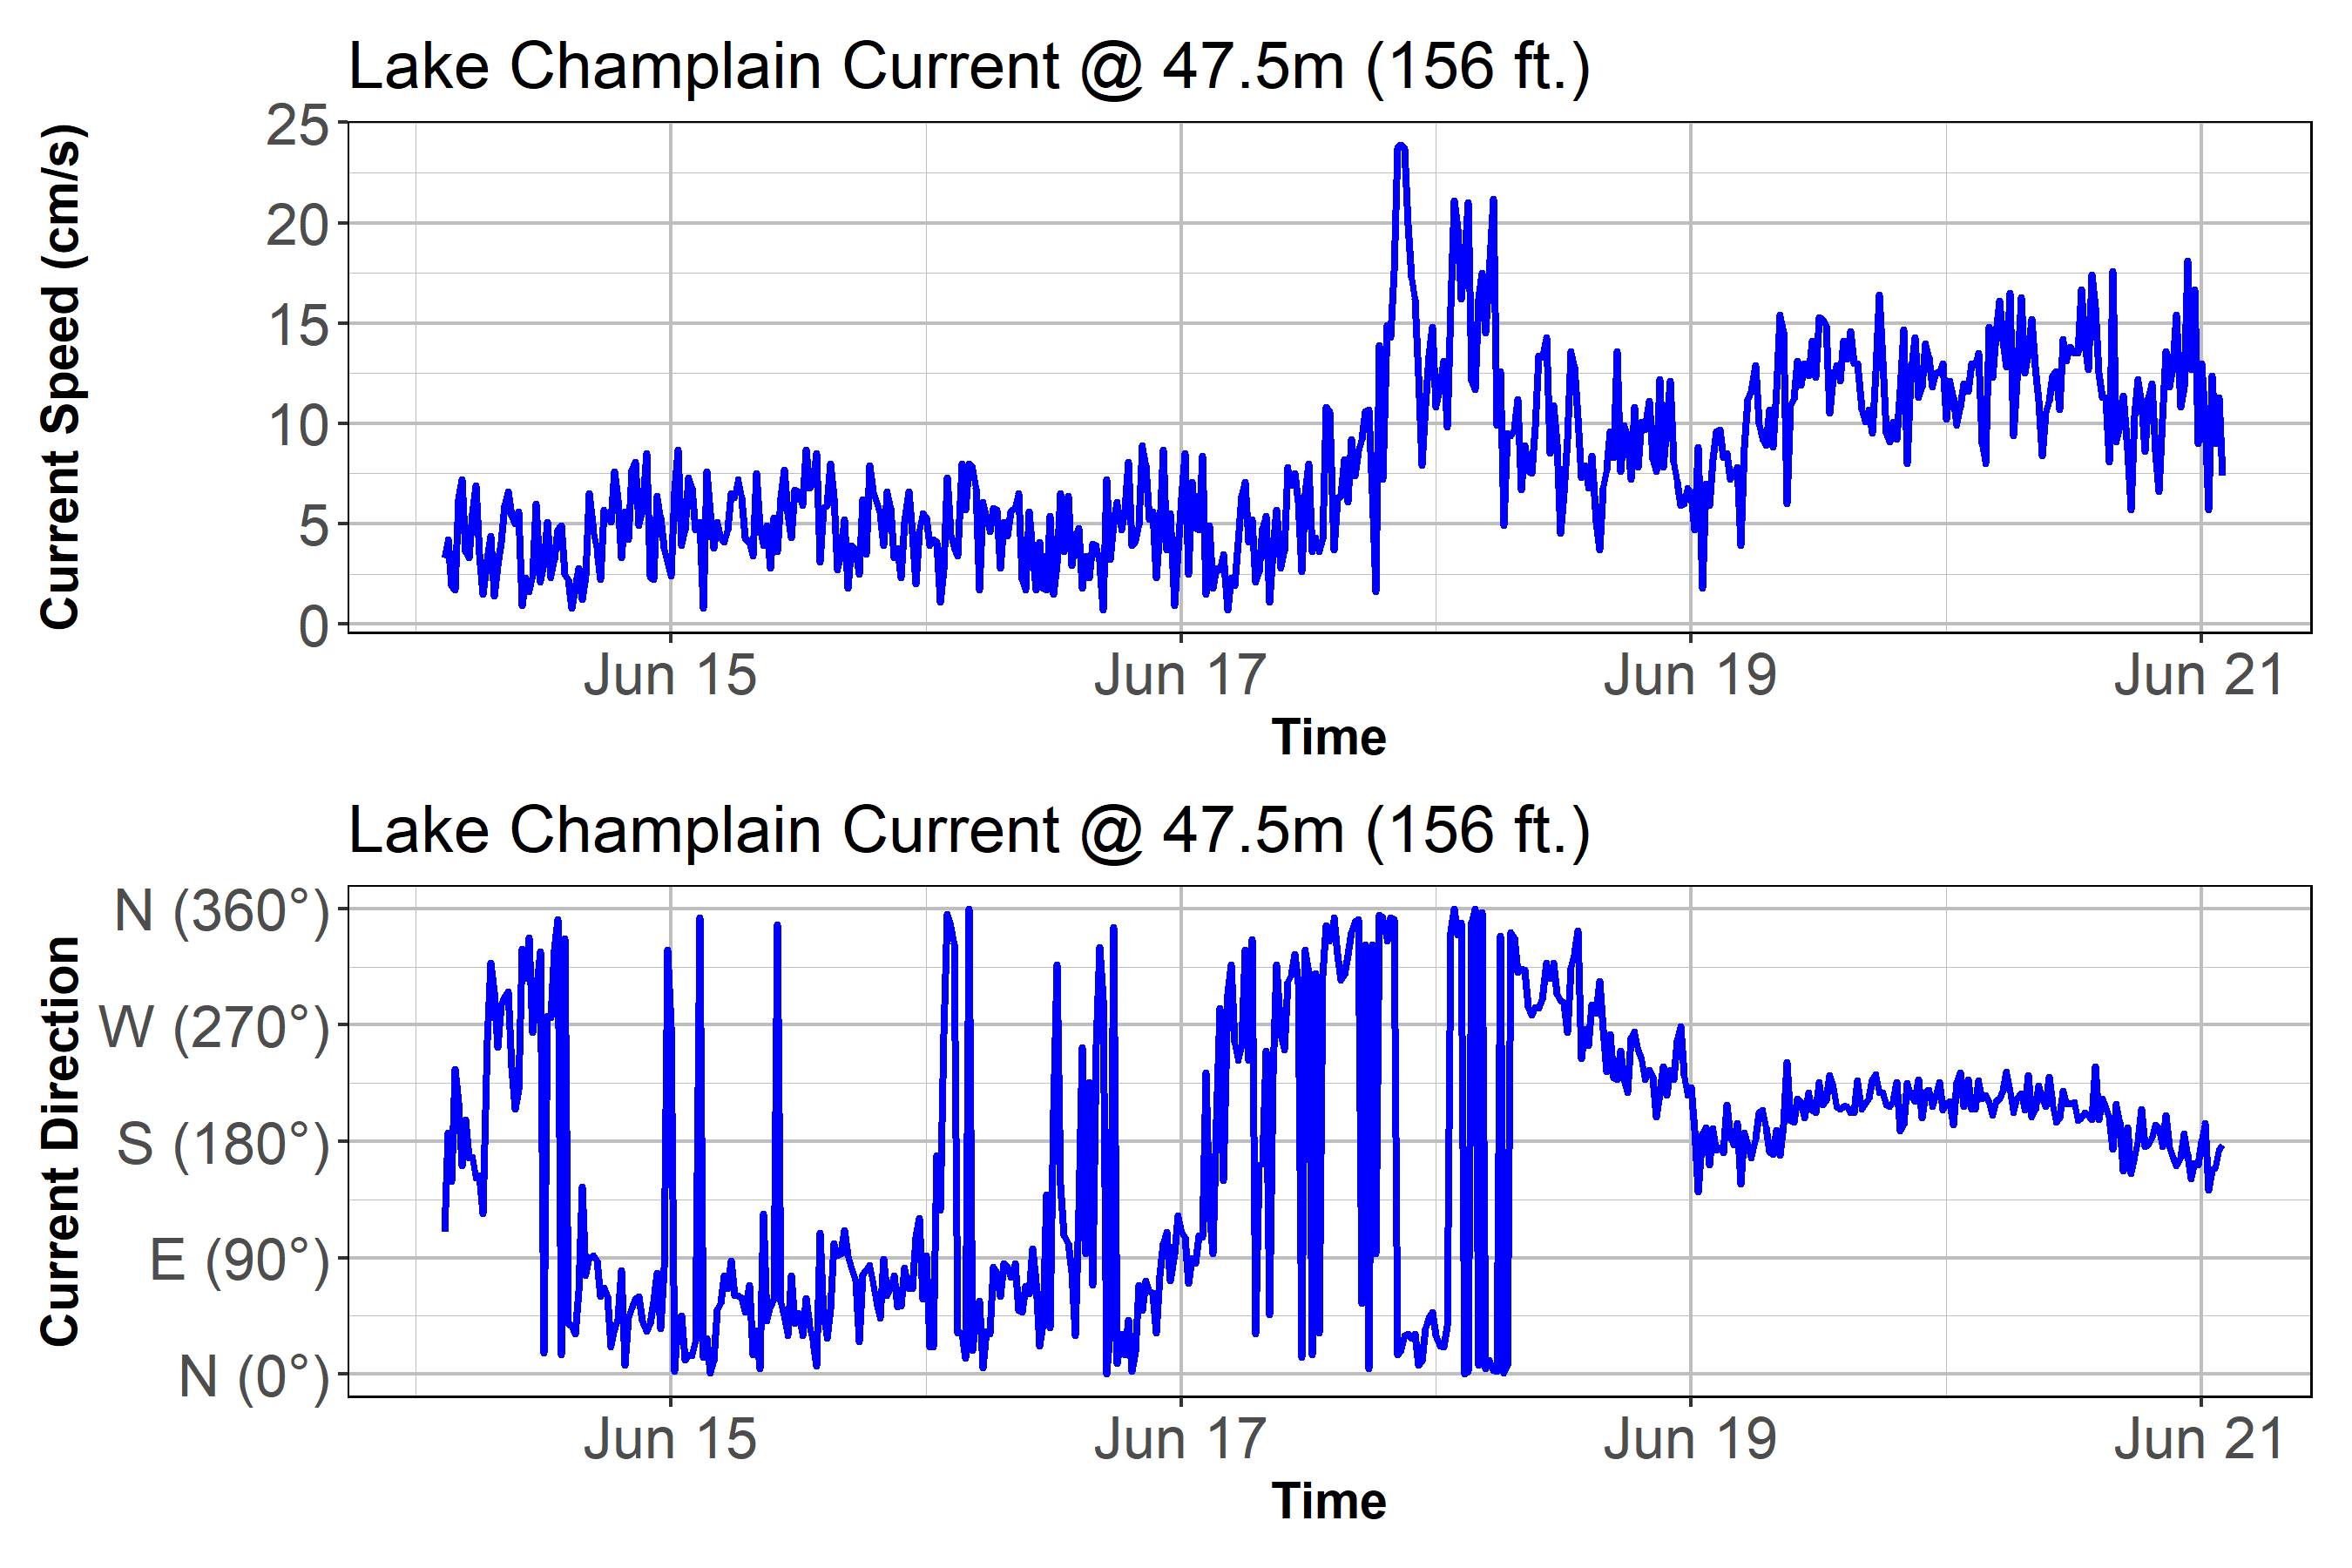 Lake Champlain Current @ 47.5m (156 ft.)
Current Speed (cm/s)
25
20
15
10
5
0
Jun 15
Jun 17
Jun 19
Jun 21
Time
Lake Champlain Current @ 47.5m (156 ft.)
Current Direction
N (360°)
W (270°)
S (180°)
E (90°)
N (0°)
Jun 15
Jun 17
Jun 19
Jun 21
Time